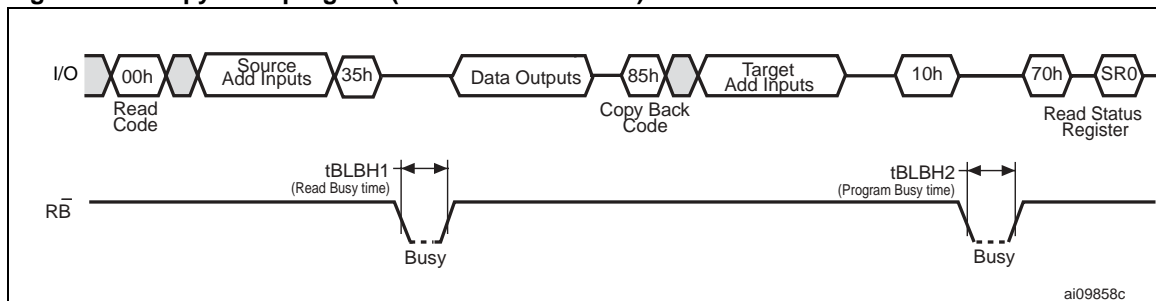 I/O 00h Source Add Inputs 35h Data Outputs 85h Target Add Inputs 10h 70h SR0
Read Code
Copy Back Code
Read Status Register
tBLBH1
(Read Busy time)
tBLBH2
(Program Busy time)
RB
Busy
Busy
ai09858c